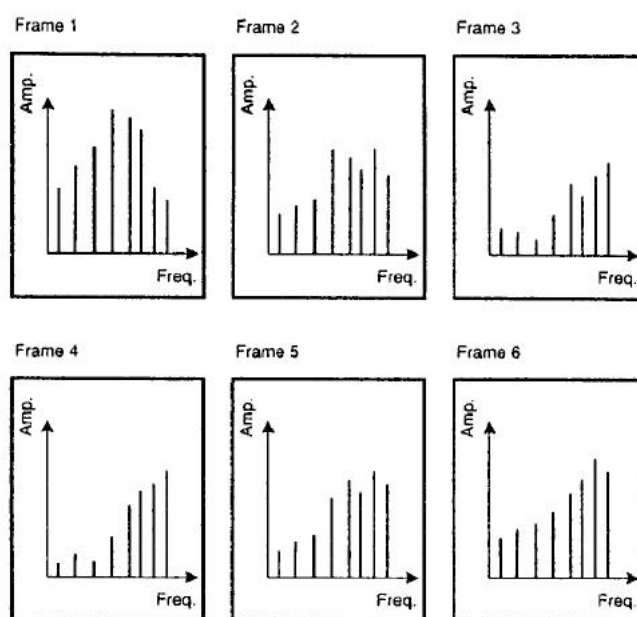 Frame 1
Frame 2
Frame 3
Amp.
Amp.
Amp.
Freq.
Freq.
Freq.
Frame 4
Frame 5
Frame 6
Amp.
Amp.
Amp.
Freq.
Freq.
Freq.